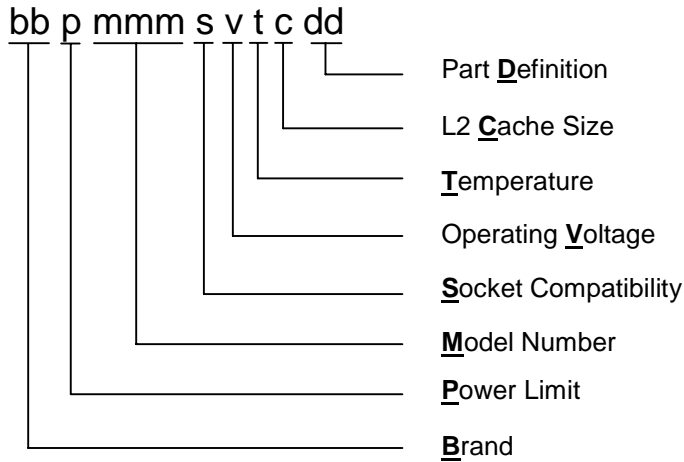 bb p mmm s v t c dd
Part Definition
L2 Cache Size
Temperature
Operating Voltage
Socket Compatibility
Model Number
Power Limit
Brand